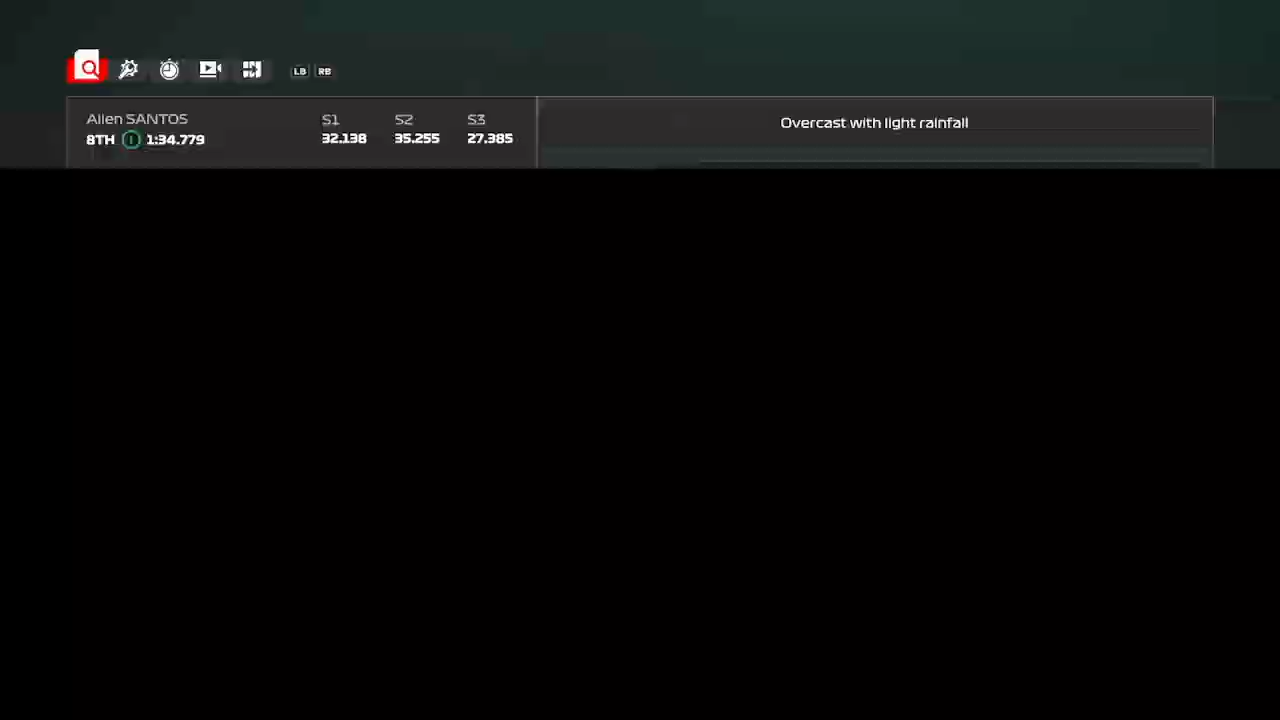 LB RB
Alien SANTOS S1 S2 S3
8TH I 1:34.779 32.138 35.255 27.385
Overcast with light rainfall